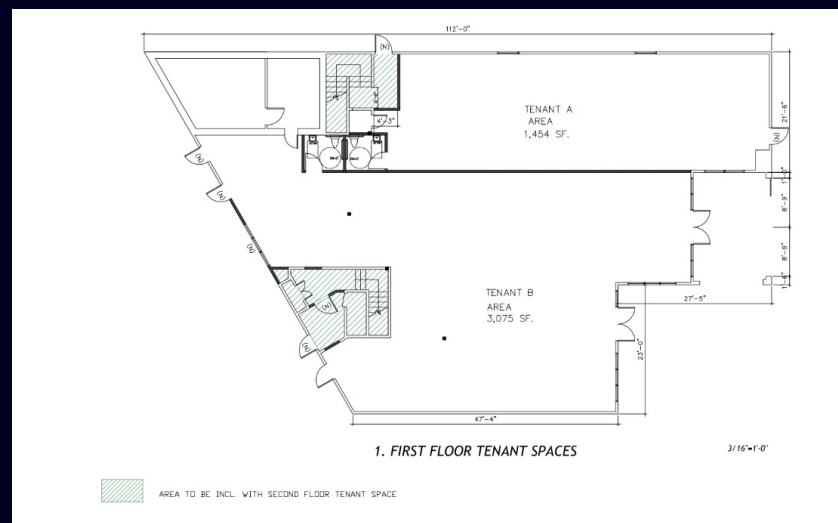 112'-0"
(N)
TENANT A
AREA
1,454 SF.
21'-6"
4'-3"
(N)
(N)
(N)
8'-9"
(N)
8'-9"
TENANT B
AREA
3,075 SF.
27'-5"
(N)
(N)
23'-0"
47'-4"
1. FIRST FLOOR TENANT SPACES
3/16"=1'-0"
AREA TO BE INCL. WITH SECOND FLOOR TENANT SPACE